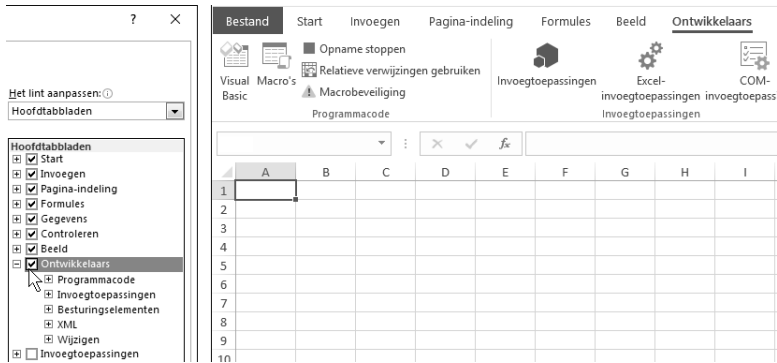 ?
Het lint aanpassen:
Hoofdtabbladen
Hoofdtabbladen
Start
Invoegen
Pagina-indeling
Formules
Gegevens
Controleren
Beeld
Ontwikkelaars
Programmacode
Invoegtoepassingen
Besturingselementen
XML
Wijzigen
Invoegtoepassingen
Bestand Start Invoegen Pagina-indeling Formules Beeld Ontwikkelaars
Visual Basic
Macro's
Opname stoppen
Relatieve verwijzingen gebruiken
Macrobeveiliging
Programmacode
Invoegtoepassingen
Excel-
invoegtoepassingen
COM-
invoegtoepass
Invoegtoepassingen
fx
A B C D E F G H I
1
2
3
4
5
6
7
8
9
10